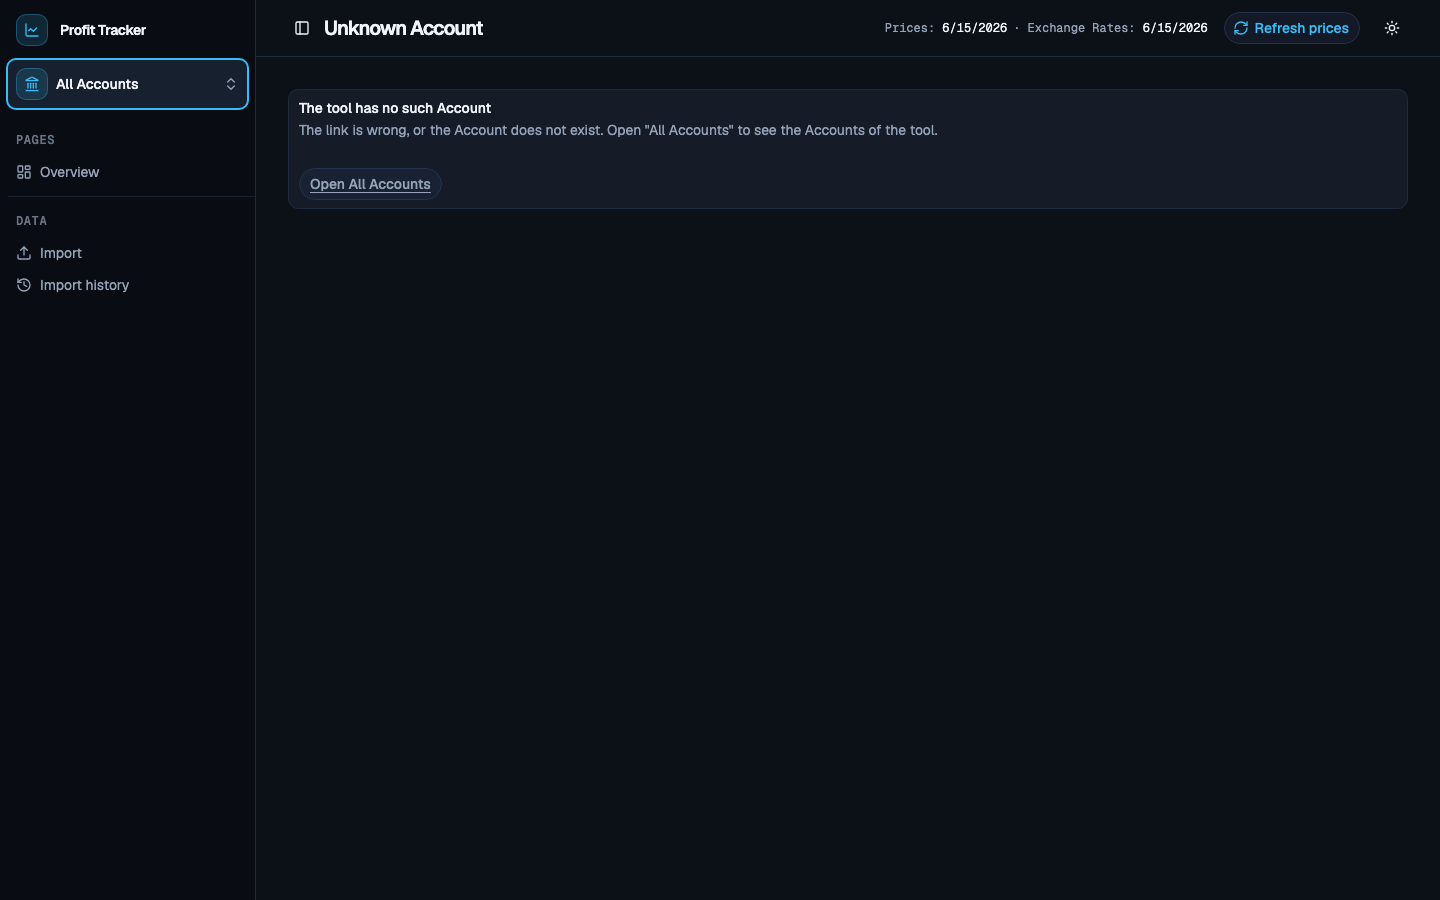 Profit Tracker
All Accounts
PAGES
Overview
DATA
Import
Import history
Unknown Account
Prices: 6/15/2026 · Exchange Rates: 6/15/2026
Refresh prices
The tool has no such Account
The link is wrong, or the Account does not exist. Open "All Accounts" to see the Accounts of the tool.
Open All Accounts